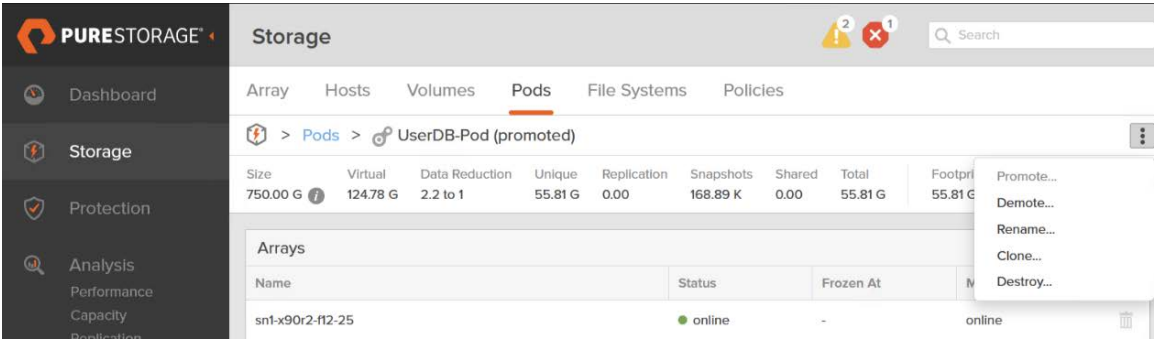 PURESTORAGE®
Storage
2
1
Search
Dashboard
Storage
Protection
Analysis
Performance
Capacity
Replication
Array Hosts Volumes Pods File Systems Policies
> Pods > UserDB-Pod (promoted)
Size Virtual Data Reduction Unique Replication Snapshots Shared Total
750.00 G 124.78 G 2.2 to 1 55.81 G 0.00 168.89 K 0.00 55.81 G 55.81 G
Promote...
Demote...
Rename...
Clone...
Destroy...
Arrays
Name Status Frozen At
sn1-x90r2-f12-25 online - online